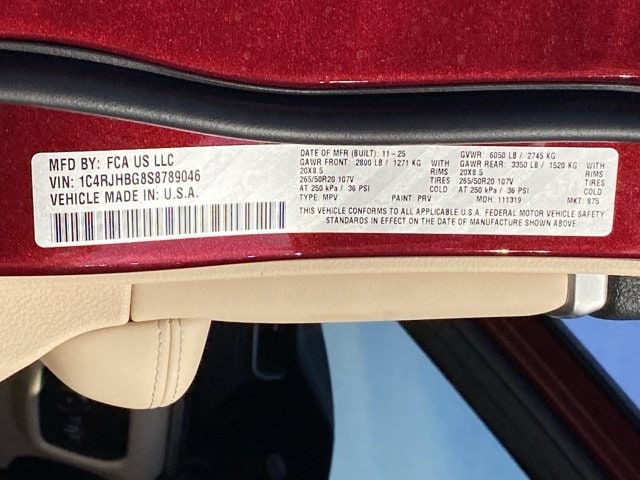 MFD BY: FCA US LLC
VIN: 1C4RJHBG8S8789046
VEHICLE MADE IN: U.S.A.
DATE OF MFR (BUILT): 11-25 GVWR: 6050 LB / 2745 KG
GAWR FRONT: 2800 LB / 1271 KG WITH GAWR REAR: 3350 LB / 1520 KG WITH
20X8.5 RIMS 20X8.5 RIMS
265/50R20 107V TIRES 265/50R20 107V TIRES
AT 250 kPa / 36 PSI COLD AT 250 kPa / 36 PSI COLD
TYPE: MPV PAINT: PRV MDH: 111319 MKT: 875
THIS VEHICLE CONFORMS TO ALL APPLICABLE U.S.A. FEDERAL MOTOR VEHICLE SAFETY
STANDARDS IN EFFECT ON THE DATE OF MANUFACTURE SHOWN ABOVE